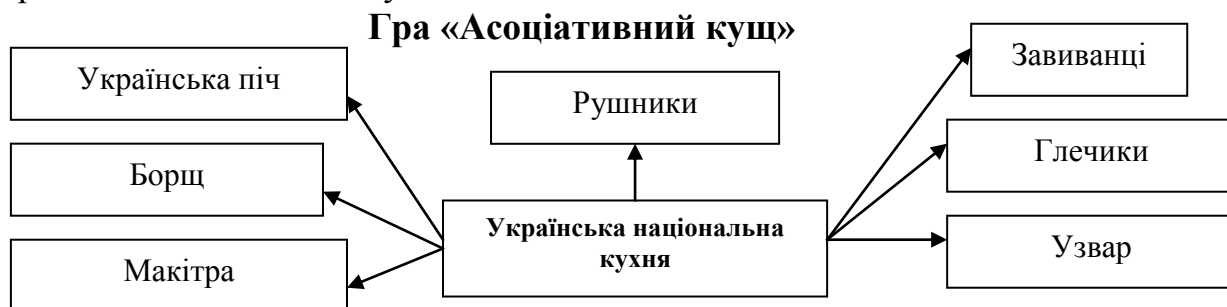 Гра «Асоціативний кущ»
Українська піч
Рушники
Завиванці
Борщ
Глечики
Українська національна
кухня
Макітра
Узвар